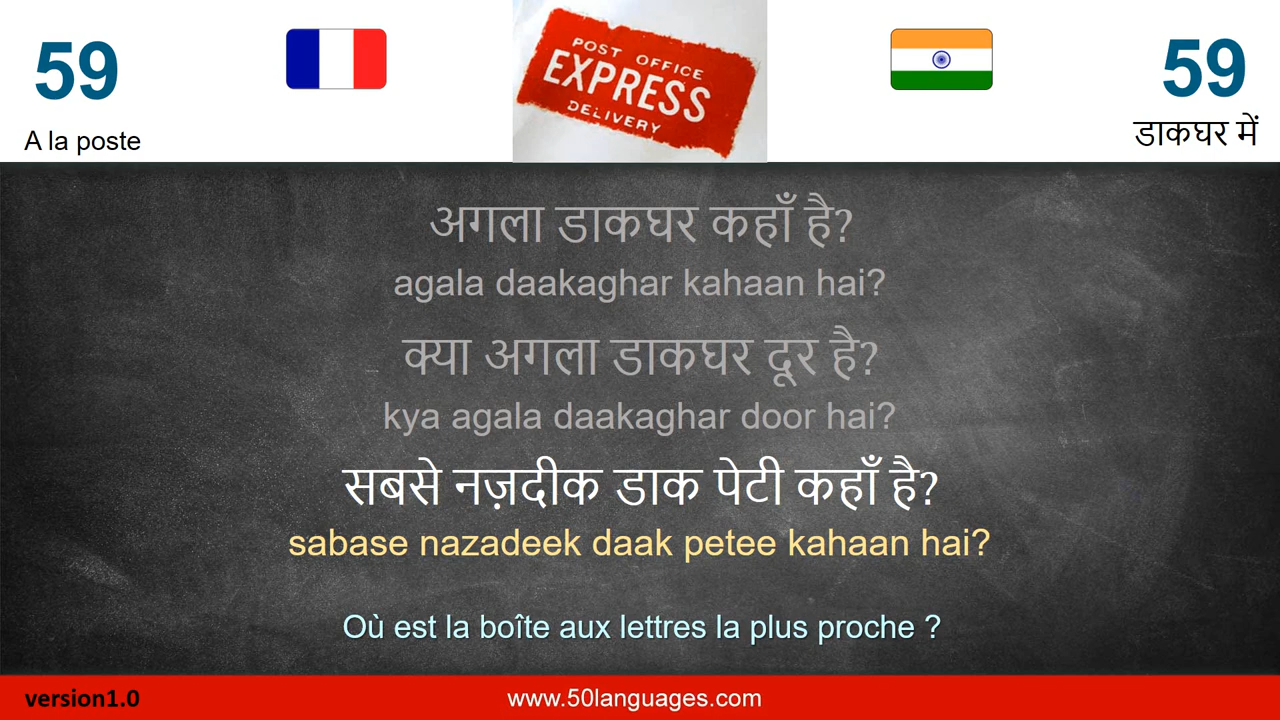 59
A la poste
POST OFFICE
EXPRESS
DELIVERY
59
डाकघर में
अगला डाकघर कहाँ है?
agala daakaghar kahaan hai?
क्या अगला डाकघर दूर है?
kya agala daakaghar door hai?
सबसे नज़दीक डाक पेटी कहाँ है?
sabase nazadeek daak petee kahaan hai?
Où est la boîte aux lettres la plus proche ?
version1.0
www.50languages.com